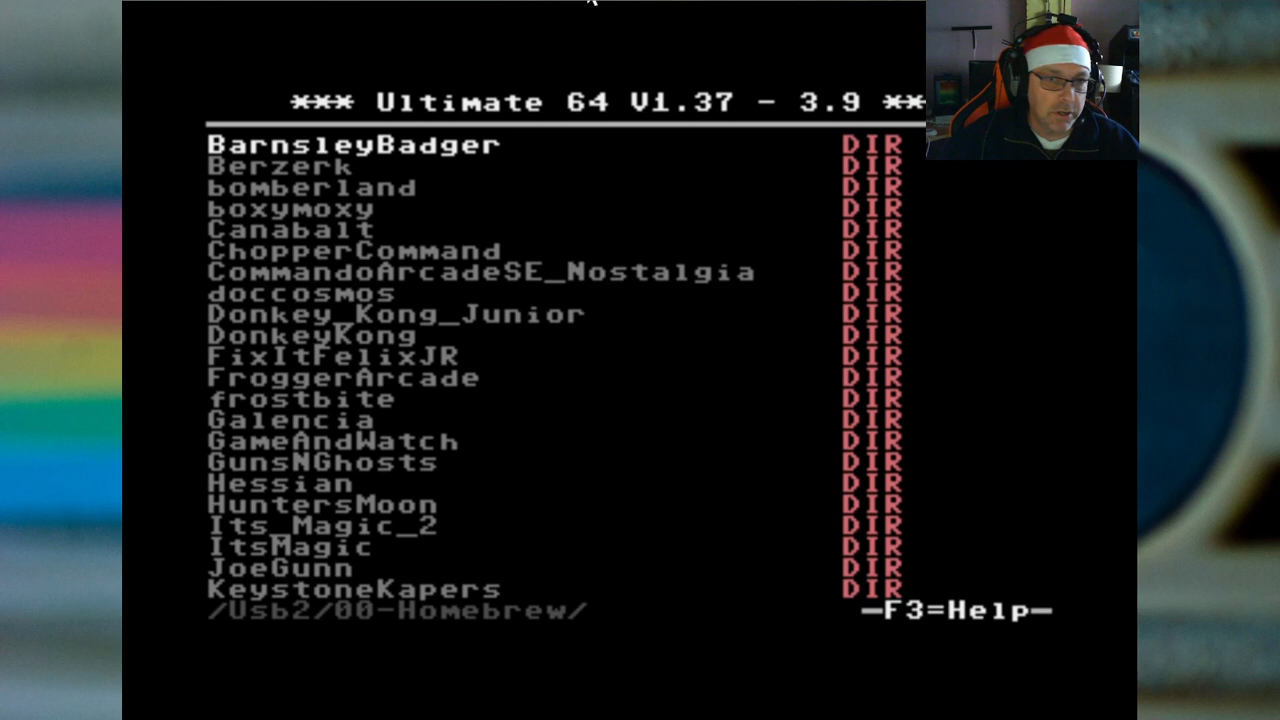 *** Ultimate 64 V1.37 - 3.9 **
BarnsleyBadger DIR
Berzerk DIR
bomberland DIR
boxymoxy DIR
Canabalt DIR
ChopperCommand DIR
CommandoArcadeSE_Nostalgia DIR
doccosmos DIR
Donkey_Kong_Junior DIR
DonkeyKong DIR
FixItFelixJR DIR
FroggerArcade DIR
frostbite DIR
Galencia DIR
GameAndWatch DIR
GunsNGhosts DIR
Hessian DIR
HuntersMoon DIR
Its_Magic_2 DIR
ItsMagic DIR
JoeGunn DIR
KeystoneKapers DIR
/Usb2/00-Homebrew/ —F3=Help—